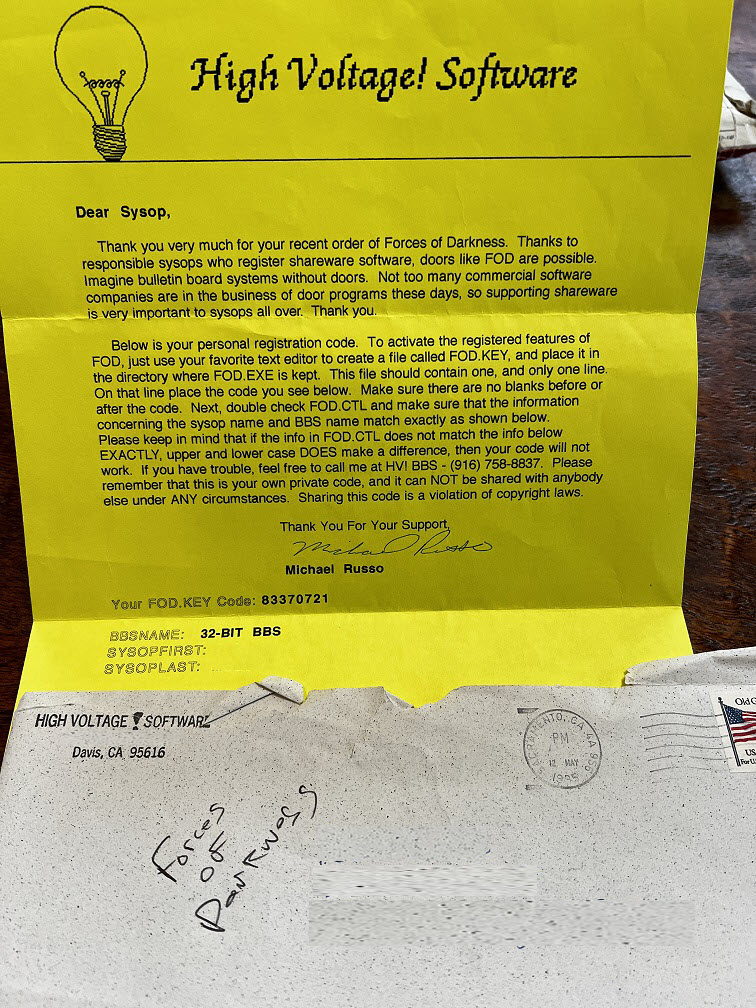 High Voltage! Software
Dear Sysop,
Thank you very much for your recent order of Forces of Darkness. Thanks to
responsible sysops who register shareware software, doors like FOD are possible.
Imagine bulletin board systems without doors. Not too many commercial software
companies are in the business of door programs these days, so supporting shareware
is very important to sysops all over. Thank you.
Below is your personal registration code. To activate the registered features of
FOD, just use your favorite text editor to create a file called FOD.KEY, and place it in
the directory where FOD.EXE is kept. This file should contain one, and only one line.
On that line place the code you see below. Make sure there are no blanks before or
after the code. Next, double check FOD.CTL and make sure that the information
concerning the sysop name and BBS name match exactly as shown below.
Please keep in mind that if the info in FOD.CTL does not match the info below
EXACTLY, upper and lower case DOES make a difference, then your code will not
work. If you have trouble, feel free to call me at HV! BBS - (916) 758-8837. Please
remember that this is your own private code, and it can NOT be shared with anybody
else under ANY circumstances. Sharing this code is a violation of copyright laws.
Thank You For Your Support,
Michael Russo
Michael Russo
Your FOD.KEY Code: 83370721
BBSNAME: 32-BIT BBS
SYSOPFIRST:
SYSOPLAST:
HIGH VOLTAGE SOFTWARE
Davis, CA 95616
SACRAMENTO, CA 4A 956
PM
12 MAY
1995
Old G
US
For U
Forces
OF
Darkness